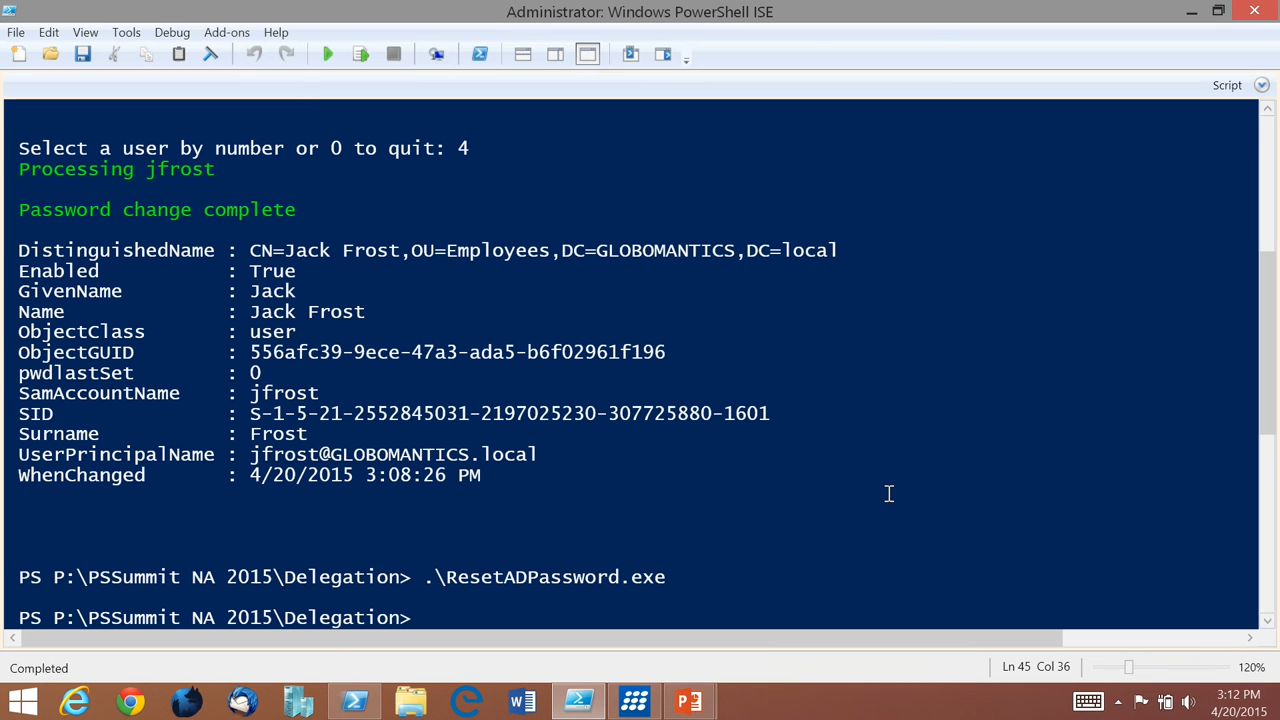 Administrator: Windows PowerShell ISE
File Edit View Tools Debug Add-ons Help
Script
Select a user by number or 0 to quit: 4
Processing jfrost
Password change complete
DistinguishedName : CN=Jack Frost,OU=Employees,DC=GLOBOMANTICS,DC=local
Enabled : True
GivenName : Jack
Name : Jack Frost
ObjectClass : user
ObjectGUID : 556afc39-9ece-47a3-ada5-b6f02961f196
pwdlastSet : 0
SamAccountName : jfrost
SID : S-1-5-21-2552845031-2197025230-307725880-1601
Surname : Frost
UserPrincipalName : jfrost@GLOBOMANTICS.local
WhenChanged : 4/20/2015 3:08:26 PM
PS P:\PSSummit NA 2015\Delegation> .\ResetADPassword.exe
PS P:\PSSummit NA 2015\Delegation>
Completed Ln 45 Col 36 120%
3:12 PM
4/20/2015